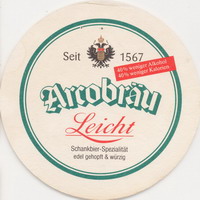 Seit 1567
40% weniger Alkohol
40% weniger Kalorien
Arcobräu
Leicht
Schankbier-Spezialität
edel gehopft & würzig